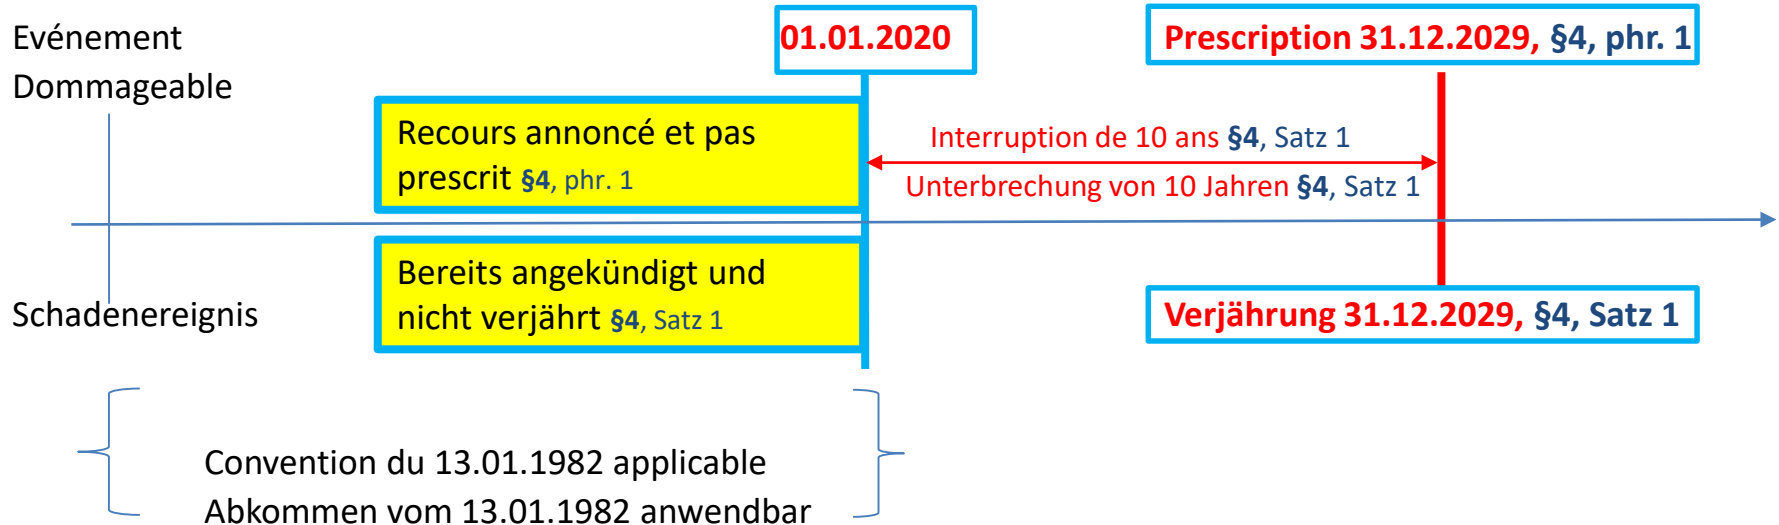 Evénement
Dommageable
01.01.2020
Prescription 31.12.2029, §4, phr. 1
Recours annoncé et pas
prescrit §4, phr. 1
Interruption de 10 ans §4, Satz 1
Unterbrechung von 10 Jahren §4, Satz 1
Bereits angekündigt und
nicht verjährt §4, Satz 1
Schadenereignis
Verjährung 31.12.2029, §4, Satz 1
Convention du 13.01.1982 applicable
Abkommen vom 13.01.1982 anwendbar